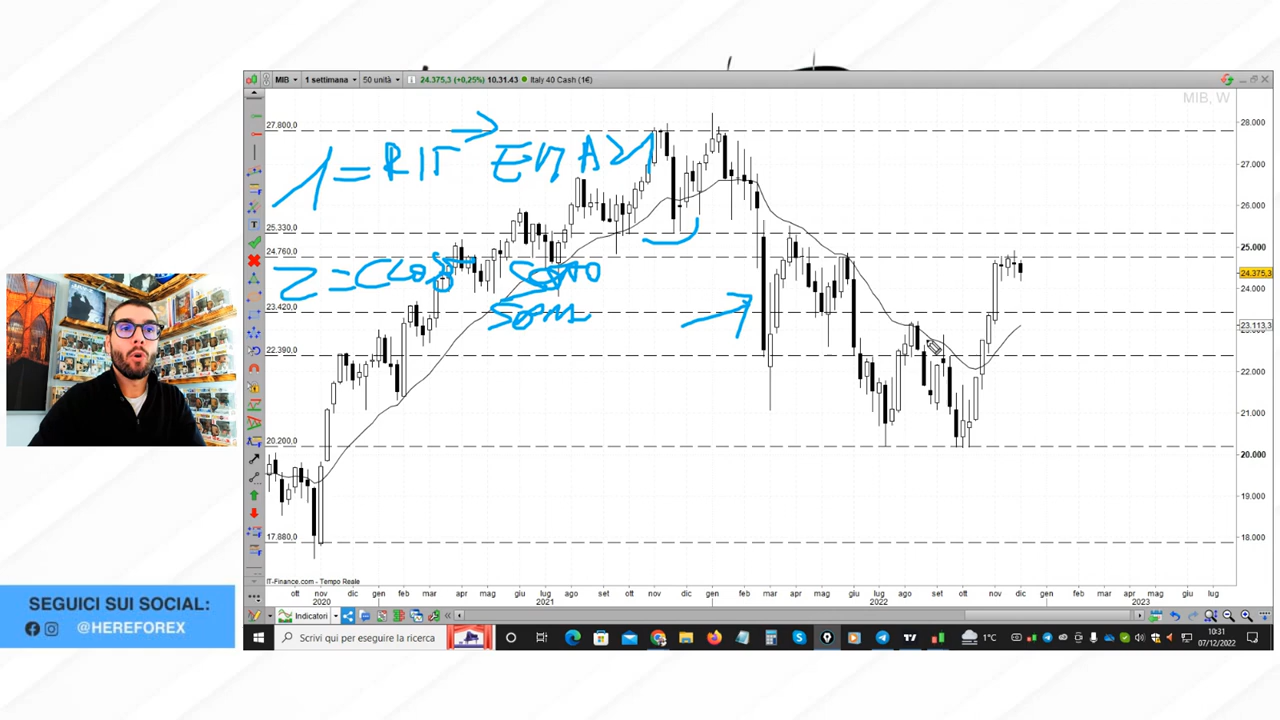 MIB 1 settimana 50 unità 24.375,3 (+0,25%) 10.31.43 Italy 40 Cash (1€)
MIB, W
27.800,0
28.000
1 = RIT → EMA 21
27.000
26.000
25.330,0
25.000
24.760,0
2 = CLOSE
24.375,3
24.000
23.420,0
23.113,3
22.390,0
22.000
21.000
20.200,0
20.000
19.000
17.880,0
18.000
IT-Finance.com - Tempo Reale
ott nov dic gen feb mar apr mag giu lug ago set ott nov dic gen feb mar apr mag giu lug ago set ott nov dic gen feb mar apr mag giu lug
2020 2021 2022 2023
Indicatori
SEGUICI SUI SOCIAL:
@HEREFOREX
Scrivi qui per eseguire la ricerca
1°C
10:31
07/12/2022